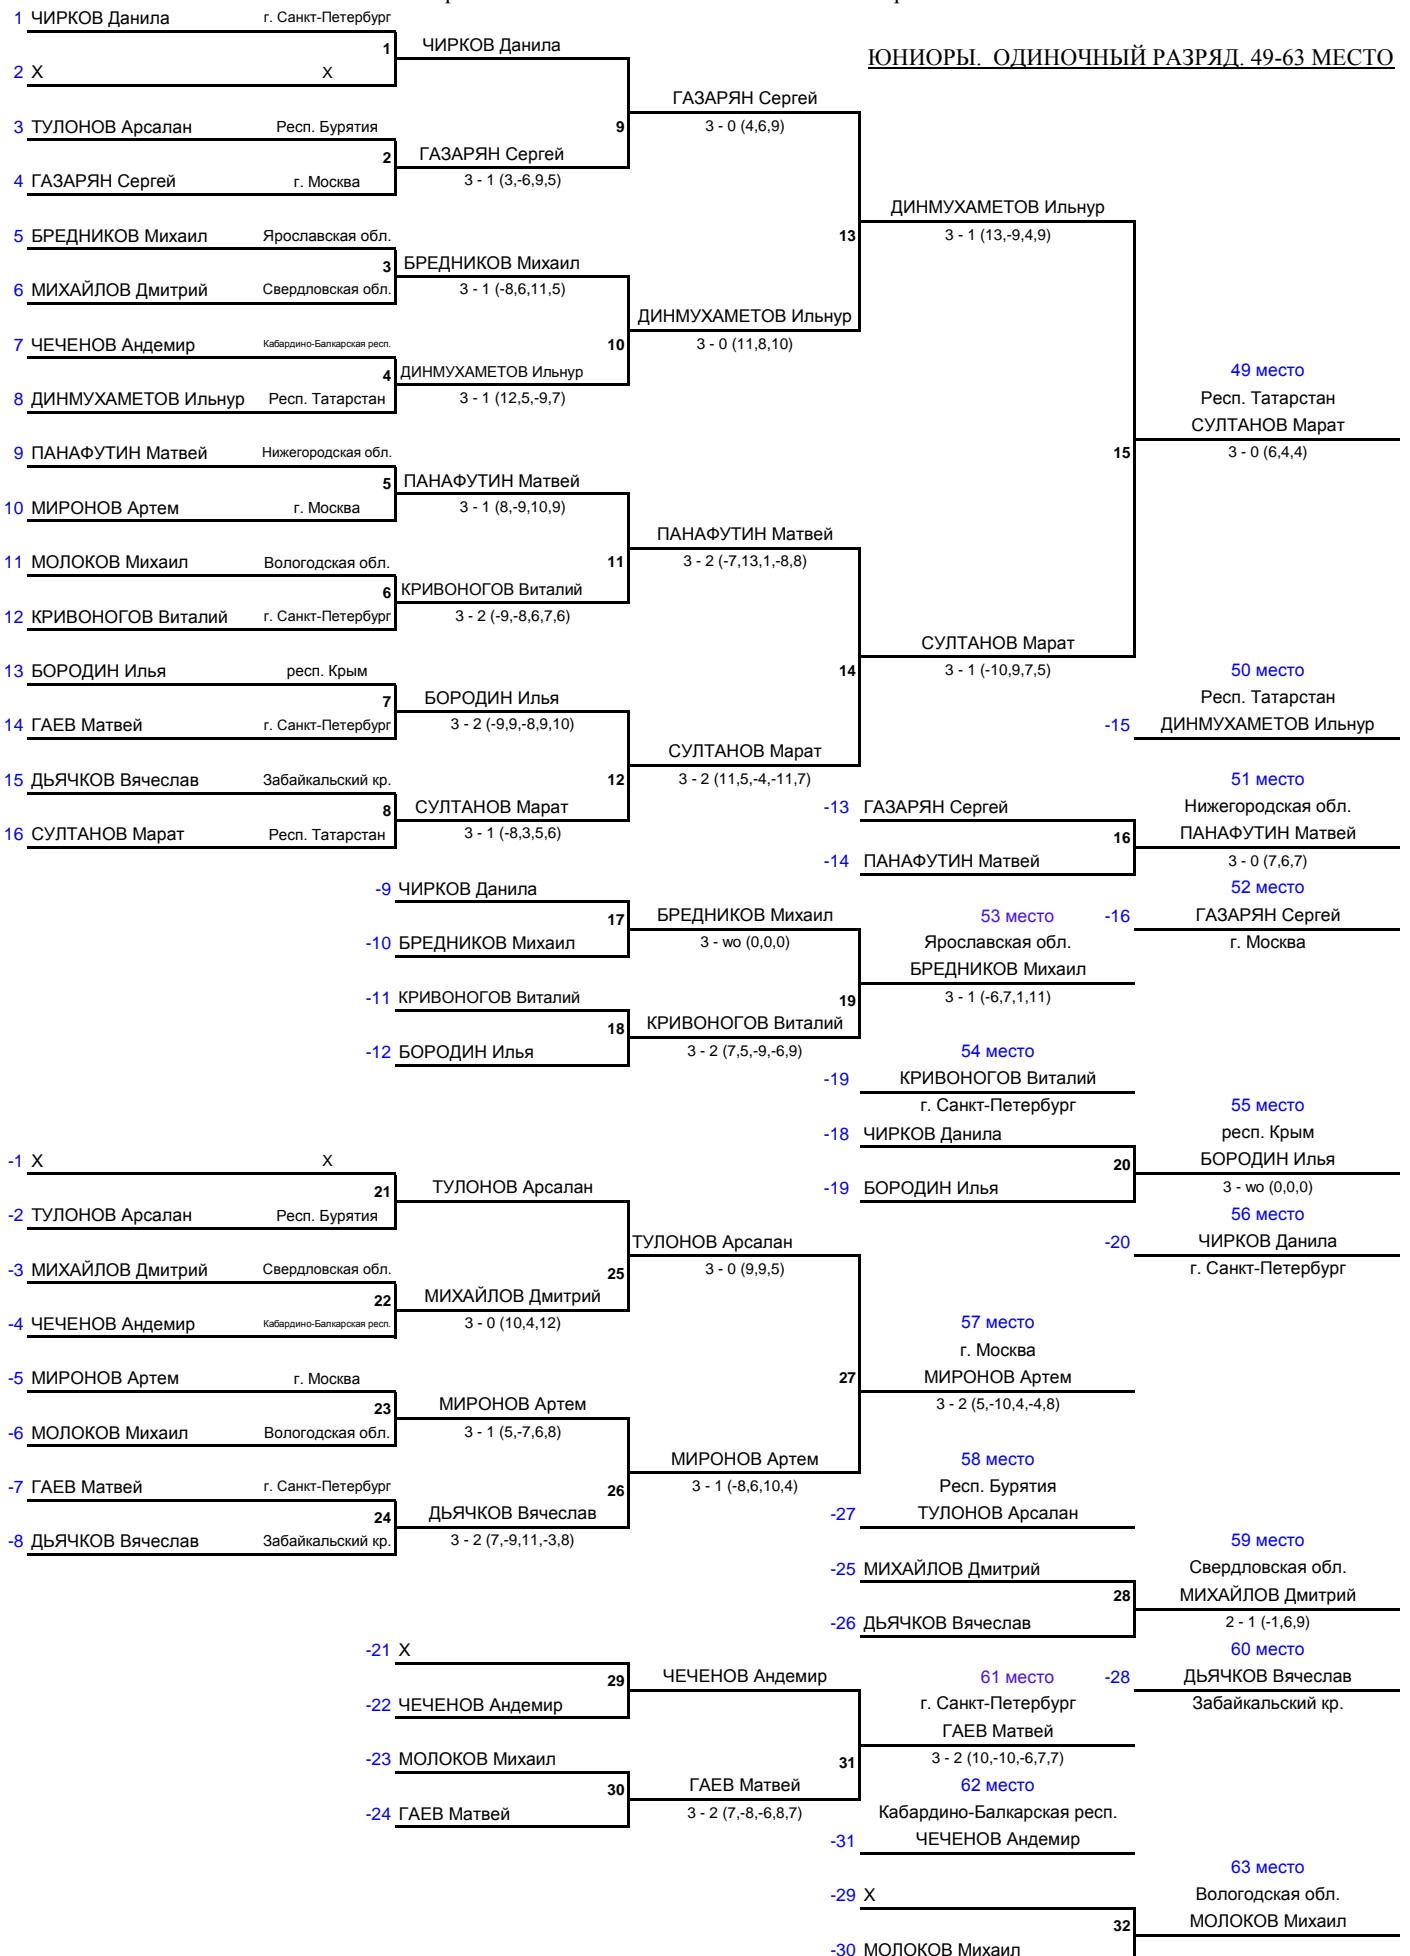 1 ЧИРКОВ Данила г. Санкт-Петербург
1 ЧИРКОВ Данила
ЮНИОРЫ. ОДИНОЧНЫЙ РАЗРЯД. 49-63 МЕСТО
2 X X
ГАЗАРЯН Сергей
3 ТУЛОНОВ Арсалан Респ. Бурятия 9 3 - 0 (4,6,9)
2 ГАЗАРЯН Сергей
4 ГАЗАРЯН Сергей г. Москва 3 - 1 (3,-6,9,5)
ДИНМУХАМЕТОВ Ильнур
5 БРЕДНИКОВ Михаил Ярославская обл. 13 3 - 1 (13,-9,4,9)
3 БРЕДНИКОВ Михаил
6 МИХАЙЛОВ Дмитрий Свердловская обл. 3 - 1 (-8,6,11,5)
ДИНМУХАМЕТОВ Ильнур
7 ЧЕЧЕНОВ Андемир Кабардино-Балкарская респ. 10 3 - 0 (11,8,10)
4 ДИНМУХАМЕТОВ Ильнур 49 место
8 ДИНМУХАМЕТОВ Ильнур Респ. Татарстан 3 - 1 (12,5,-9,7) Респ. Татарстан
СУЛТАНОВ Марат
9 ПАНАФУТИН Матвей Нижегородская обл. 15 3 - 0 (6,4,4)
5 ПАНАФУТИН Матвей
10 МИРОНОВ Артем г. Москва 3 - 1 (8,-9,10,9)
ПАНАФУТИН Матвей
11 МОЛОКОВ Михаил Вологодская обл. 11 3 - 2 (-7,13,1,-8,8)
6 КРИВОНОГОВ Виталий
12 КРИВОНОГОВ Виталий г. Санкт-Петербург 3 - 2 (-9,-8,6,7,6)
СУЛТАНОВ Марат
13 БОРОДИН Илья респ. Крым 14 3 - 1 (-10,9,7,5) 50 место
7 БОРОДИН Илья Респ. Татарстан
14 ГАЕВ Матвей г. Санкт-Петербург 3 - 2 (-9,9,-8,9,10) -15 ДИНМУХАМЕТОВ Ильнур
СУЛТАНОВ Марат
15 ДЬЯЧКОВ Вячеслав Забайкальский кр. 12 3 - 2 (11,5,-4,-11,7) 51 место
8 СУЛТАНОВ Марат -13 ГАЗАРЯН Сергей Нижегородская обл.
16 СУЛТАНОВ Марат Респ. Татарстан 3 - 1 (-8,3,5,6) 16 ПАНАФУТИН Матвей
-14 ПАНАФУТИН Матвей 3 - 0 (7,6,7)
-9 ЧИРКОВ Данила 52 место
17 БРЕДНИКОВ Михаил 53 место -16 ГАЗАРЯН Сергей
-10 БРЕДНИКОВ Михаил 3 - wo (0,0,0) Ярославская обл. г. Москва
БРЕДНИКОВ Михаил
-11 КРИВОНОГОВ Виталий 19 3 - 1 (-6,7,1,11)
18 КРИВОНОГОВ Виталий
-12 БОРОДИН Илья 3 - 2 (7,5,-9,-6,9) 54 место
-19 КРИВОНОГОВ Виталий
г. Санкт-Петербург 55 место
-18 ЧИРКОВ Данила респ. Крым
-1 X X 20 БОРОДИН Илья
21 ТУЛОНОВ Арсалан -19 БОРОДИН Илья 3 - wo (0,0,0)
-2 ТУЛОНОВ Арсалан Респ. Бурятия 56 место
ТУЛОНОВ Арсалан -20 ЧИРКОВ Данила
-3 МИХАЙЛОВ Дмитрий Свердловская обл. 25 3 - 0 (9,9,5) г. Санкт-Петербург
22 МИХАЙЛОВ Дмитрий
-4 ЧЕЧЕНОВ Андемир Кабардино-Балкарская респ. 3 - 0 (10,4,12) 57 место
г. Москва
-5 МИРОНОВ Артем г. Москва 27 МИРОНОВ Артем
23 МИРОНОВ Артем 3 - 2 (5,-10,4,-4,8)
-6 МОЛОКОВ Михаил Вологодская обл. 3 - 1 (5,-7,6,8)
МИРОНОВ Артем 58 место
-7 ГАЕВ Матвей г. Санкт-Петербург 26 3 - 1 (-8,6,10,4) Респ. Бурятия
24 ДЬЯЧКОВ Вячеслав -27 ТУЛОНОВ Арсалан
-8 ДЬЯЧКОВ Вячеслав Забайкальский кр. 3 - 2 (7,-9,11,-3,8) 59 место
-25 МИХАЙЛОВ Дмитрий Свердловская обл.
28 МИХАЙЛОВ Дмитрий
-26 ДЬЯЧКОВ Вячеслав 2 - 1 (-1,6,9)
-21 X 60 место
29 ЧЕЧЕНОВ Андемир 61 место -28 ДЬЯЧКОВ Вячеслав
-22 ЧЕЧЕНОВ Андемир г. Санкт-Петербург Забайкальский кр.
ГАЕВ Матвей
-23 МОЛОКОВ Михаил 31 3 - 2 (10,-10,-6,7,7)
30 ГАЕВ Матвей 62 место
-24 ГАЕВ Матвей 3 - 2 (7,-8,-6,8,7) Кабардино-Балкарская респ.
-31 ЧЕЧЕНОВ Андемир
63 место
-29 X Вологодская обл.
32 МОЛОКОВ Михаил
-30 МОЛОКОВ Михаил